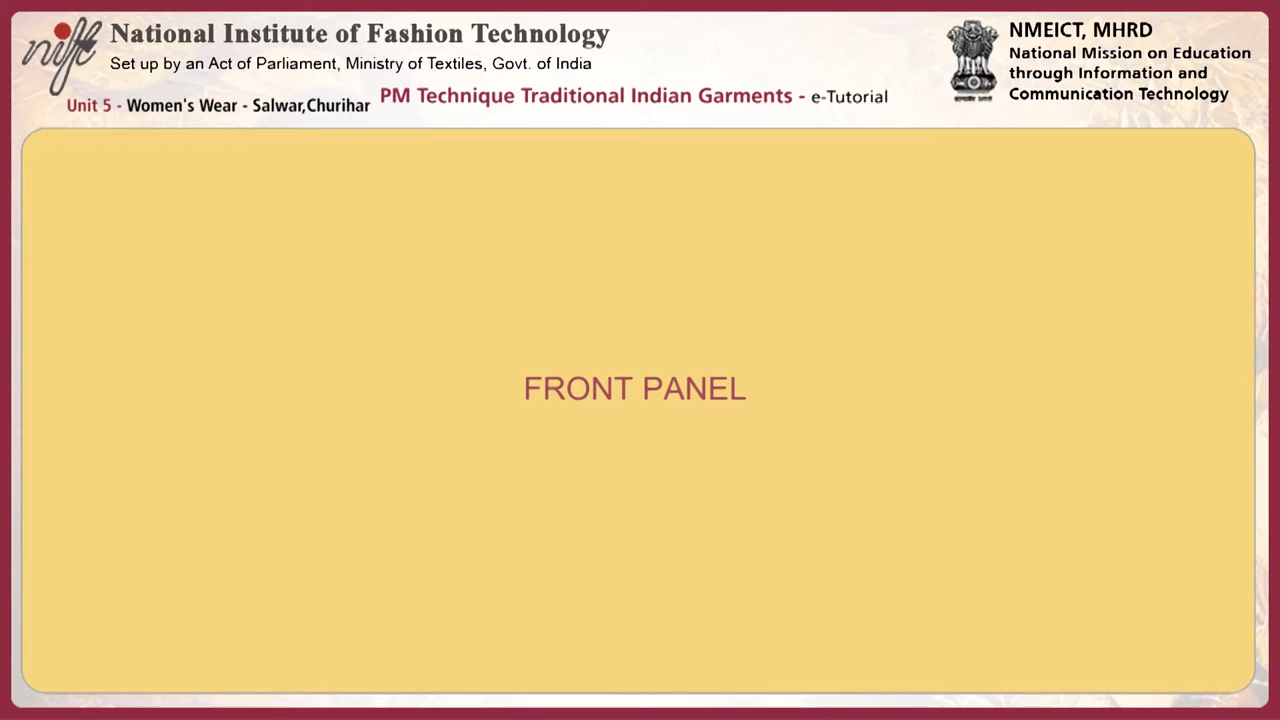 nift
National Institute of Fashion Technology
Set up by an Act of Parliament, Ministry of Textiles, Govt. of India
Unit 5 - Women's Wear - Salwar,Churihar
PM Technique Traditional Indian Garments - e-Tutorial
NMEICT, MHRD
National Mission on Education
through Information and
Communication Technology
FRONT PANEL